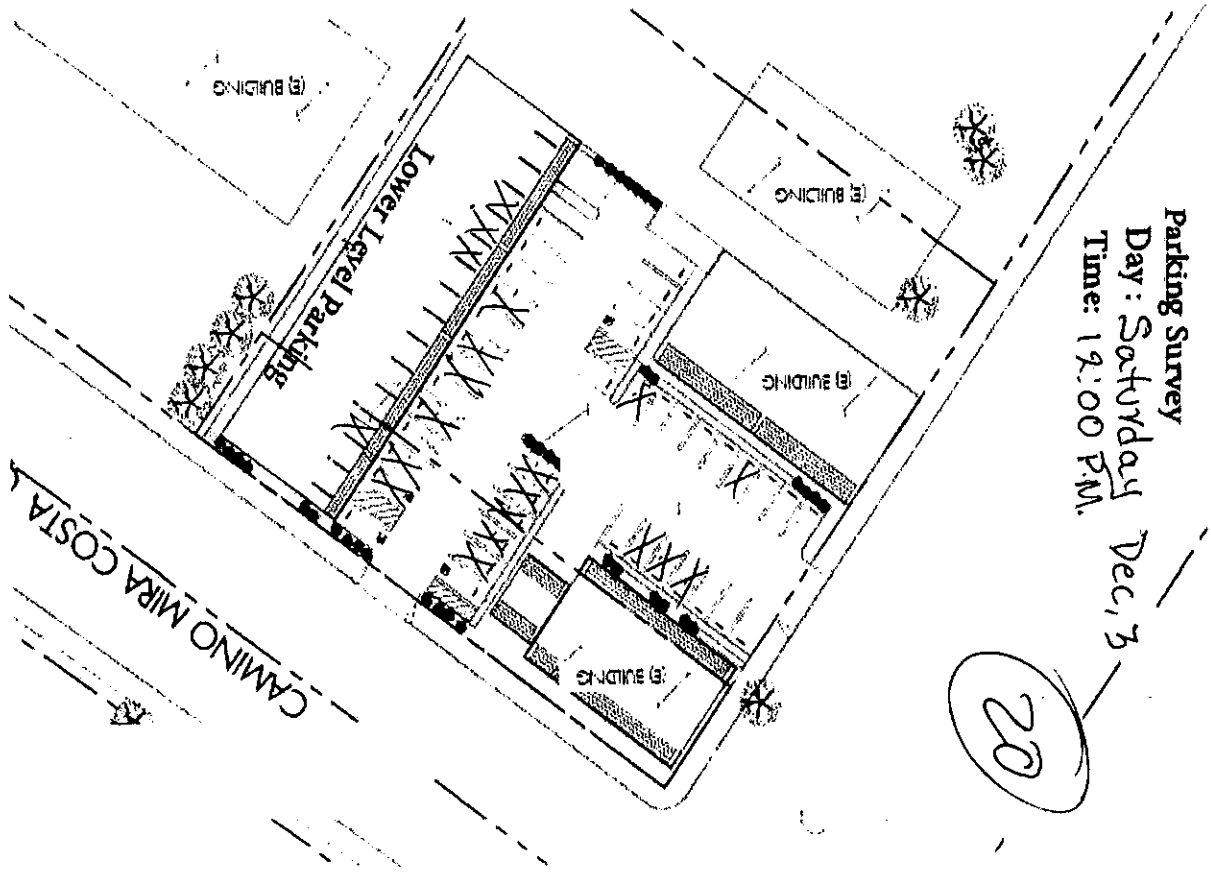 Parking Survey
Day: Saturday Dec, 3
Time: 12:00 P.M.
20
(E) BUILDING
(E) BUILDING
(E) BUILDING
(E) BUILDING
Lower Level Parking
CAMINO MIRA COSTA